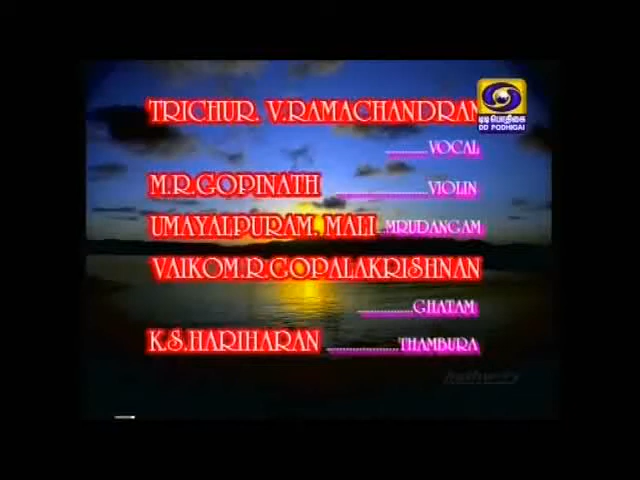 TRICHUR. V.RAMACHANDRAN
............VOCAL
டிடி பொதிகை
DD PODHIGAI
M.R.GOPINATH ..........................VIOLIN
UMAYALPURAM. MALI...MRUDANGAM
VAIKOM.R.GOPALAKRISHNAN
...............GHATAM
K.S.HARIHARAN ....................THAMBURA